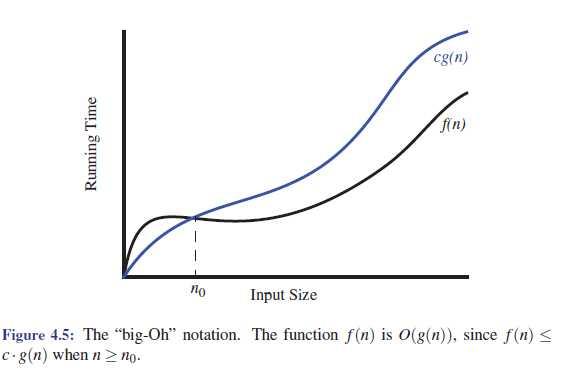 cg(n)
f(n)
Running Time
n0
Input Size
Figure 4.5: The “big-Oh” notation. The function f(n) is O(g(n)), since f(n) ≤
c·g(n) when n ≥ n0.